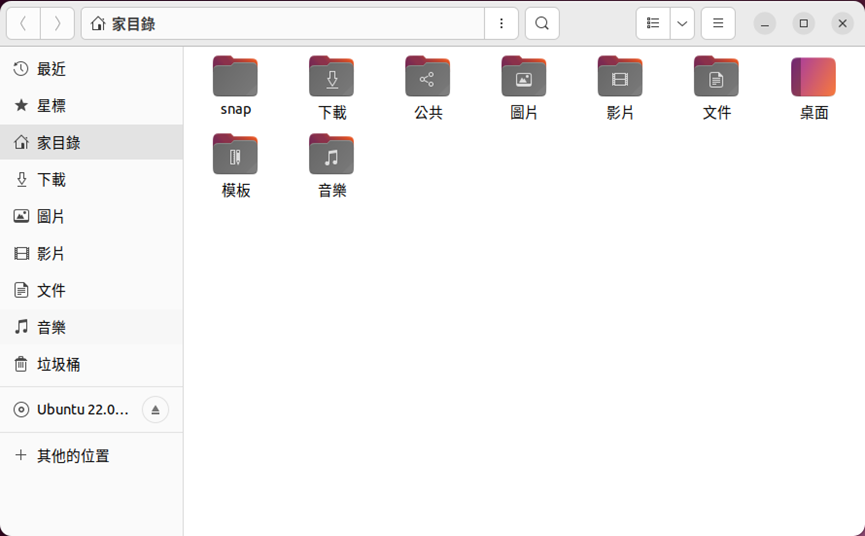 家目錄
最近
星標
家目錄
下載
圖片
影片
文件
音樂
垃圾桶
Ubuntu 22.0...
其他的位置
snap
下載
公共
圖片
影片
文件
桌面
模板
音樂